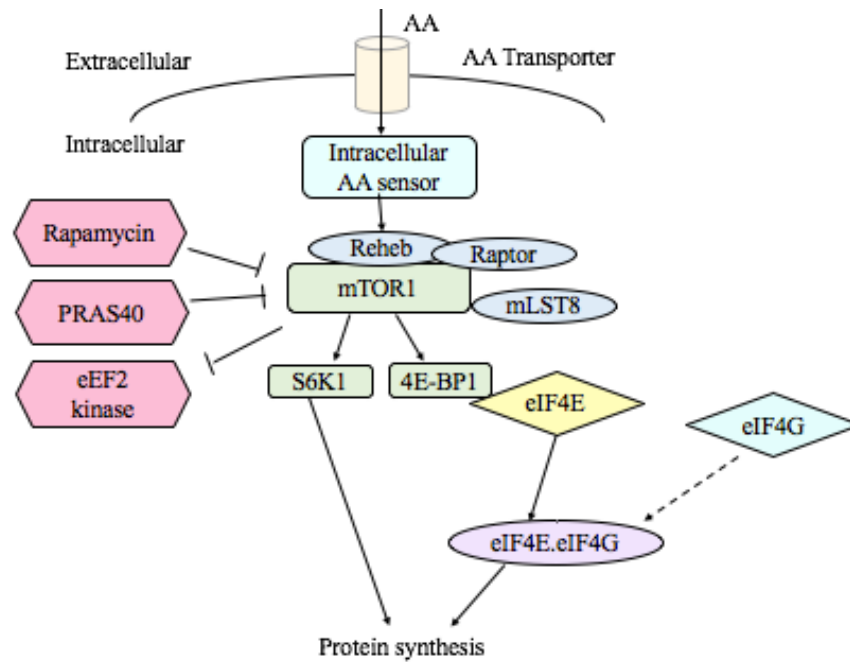 AA
Extracellular
AA Transporter
Intracellular
Intracellular
AA sensor
Rapamycin
Reheb
Raptor
PRAS40
mTOR1
mLST8
eEF2
kinase
S6K1
4E-BP1
eIF4E
eIF4G
eIF4E.eIF4G
Protein synthesis